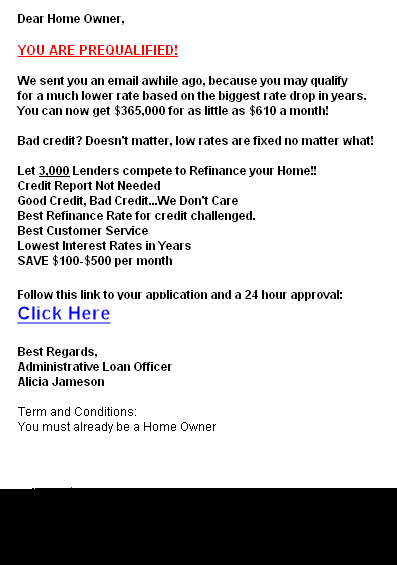 Dear Home Owner,
YOU ARE PREQUALIFIED!
We sent you an email awhile ago, because you may qualify
for a much lower rate based on the biggest rate drop in years.
You can now get $365,000 for as little as $610 a month!
Bad credit? Doesn't matter, low rates are fixed no matter what!
Let 3,000 Lenders compete to Refinance your Home!!
Credit Report Not Needed
Good Credit, Bad Credit...We Don't Care
Best Refinance Rate for credit challenged.
Best Customer Service
Lowest Interest Rates in Years
SAVE $100-$500 per month
Follow this link to your application and a 24 hour approval:
Click Here
Best Regards,
Administrative Loan Officer
Alicia Jameson
Term and Conditions:
You must already be a Home Owner